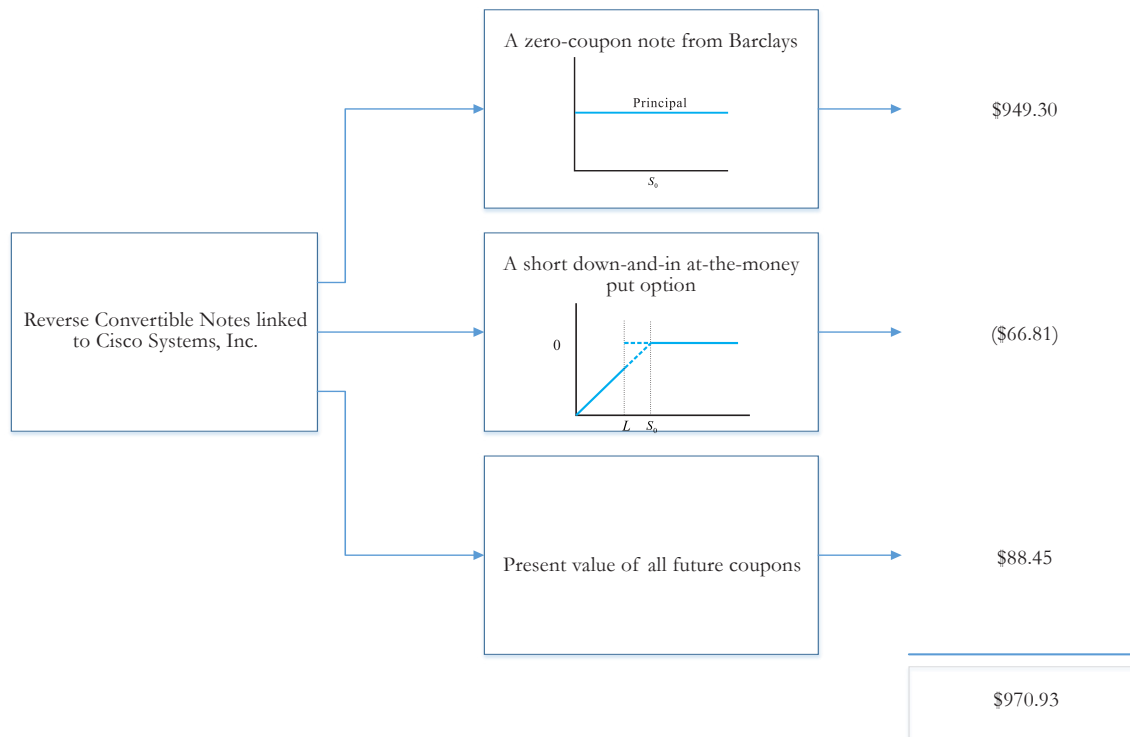 A zero-coupon note from Barclays
Principal
S₀
$949.30
Reverse Convertible Notes linked
to Cisco Systems, Inc.
A short down-and-in at-the-money
put option
0
L S₀
($66.81)
Present value of all future coupons
$88.45
$970.93